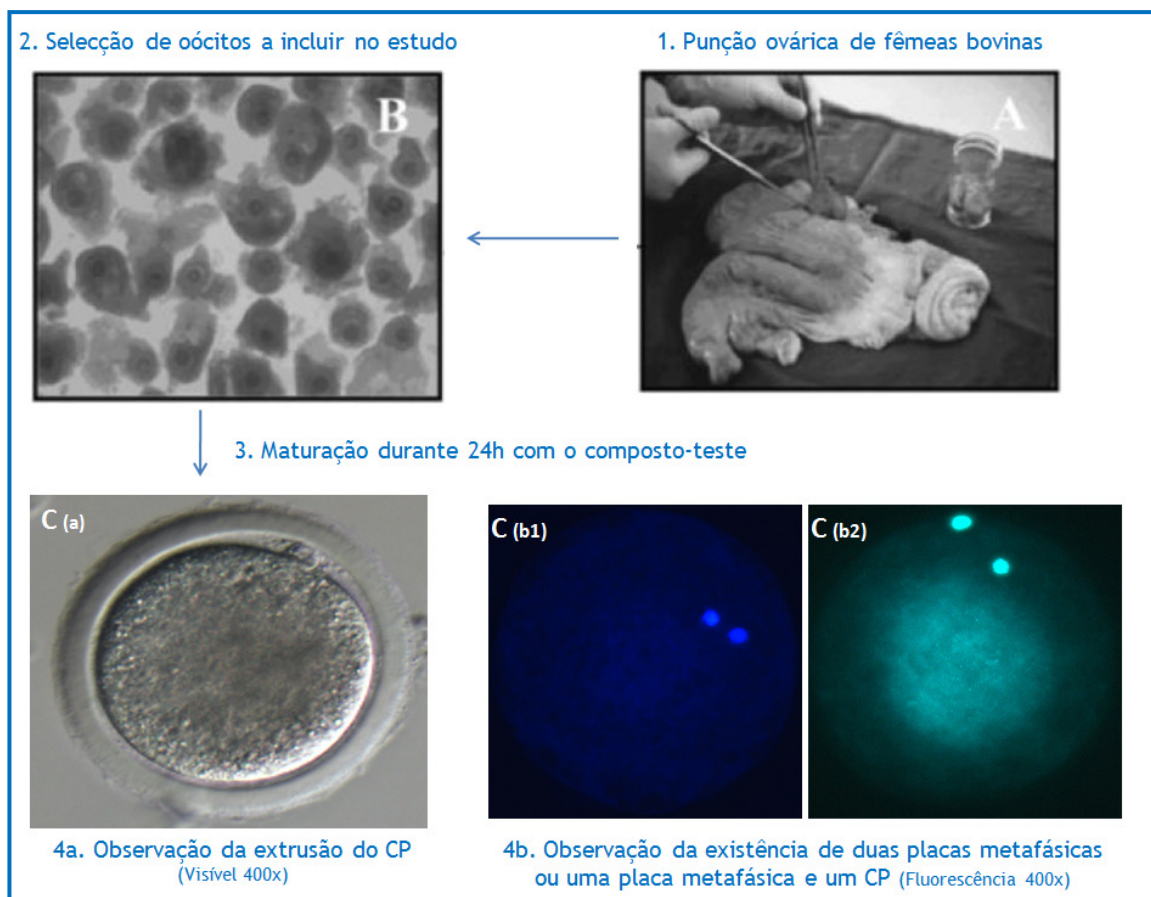 2. Selecção de oócitos a incluir no estudo
1. Punção ovárica de fêmeas bovinas
B
A
3. Maturação durante 24h com o composto-teste
C (a)
C (b1)
C (b2)
4a. Observação da extrusão do CP
(Visível 400x)
4b. Observação da existência de duas placas metafásicas
ou uma placa metafásica e um CP (Fluorescência 400x)